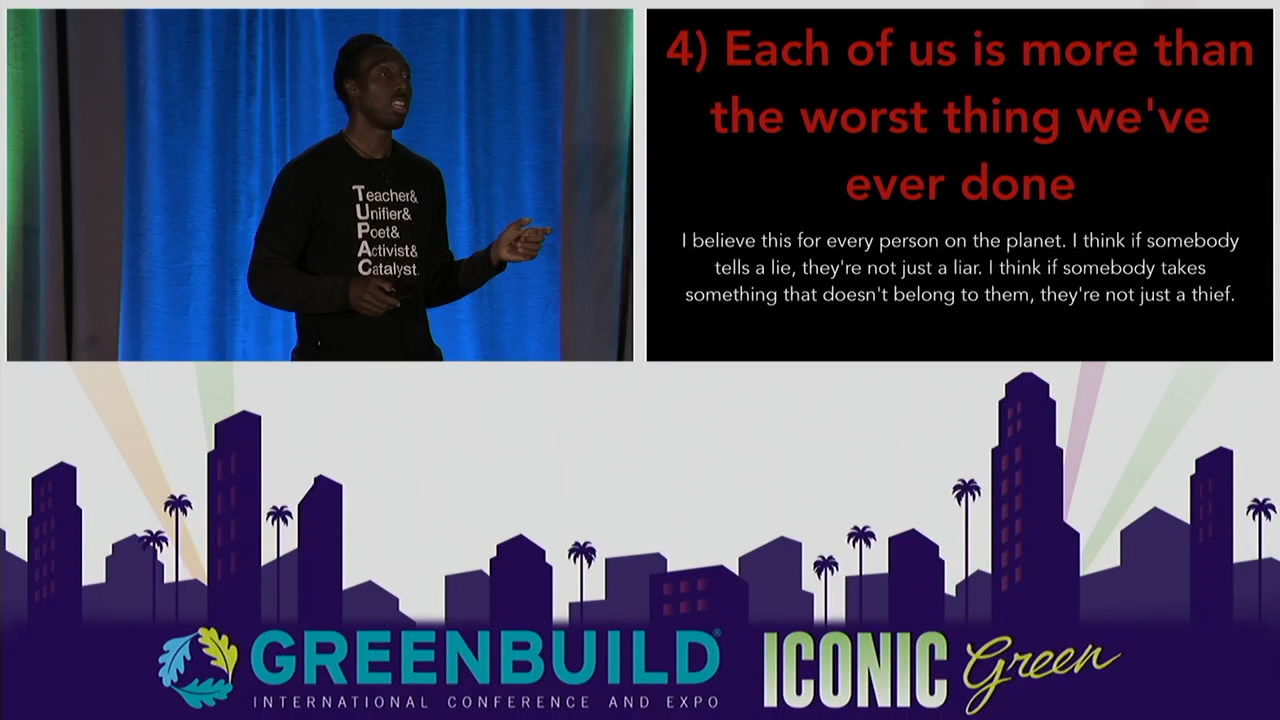 Teacher&
Unifier&
Poet&
Activist&
Catalyst.
4) Each of us is more than
the worst thing we've
ever done
I believe this for every person on the planet. I think if somebody
tells a lie, they're not just a liar. I think if somebody takes
something that doesn't belong to them, they're not just a thief.
GREENBUILD®
INTERNATIONAL CONFERENCE AND EXPO
ICONIC Green